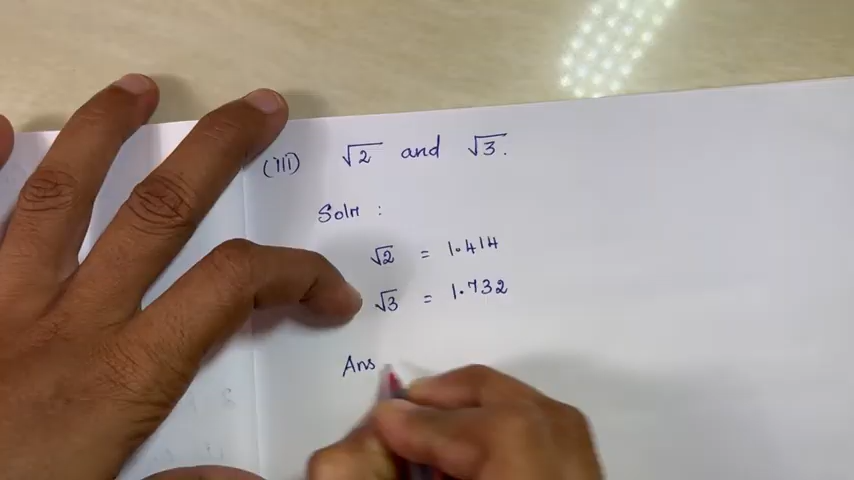 (III) √2 and √3.
Soln :
√2 = 1.414
√3 = 1.732
Ans